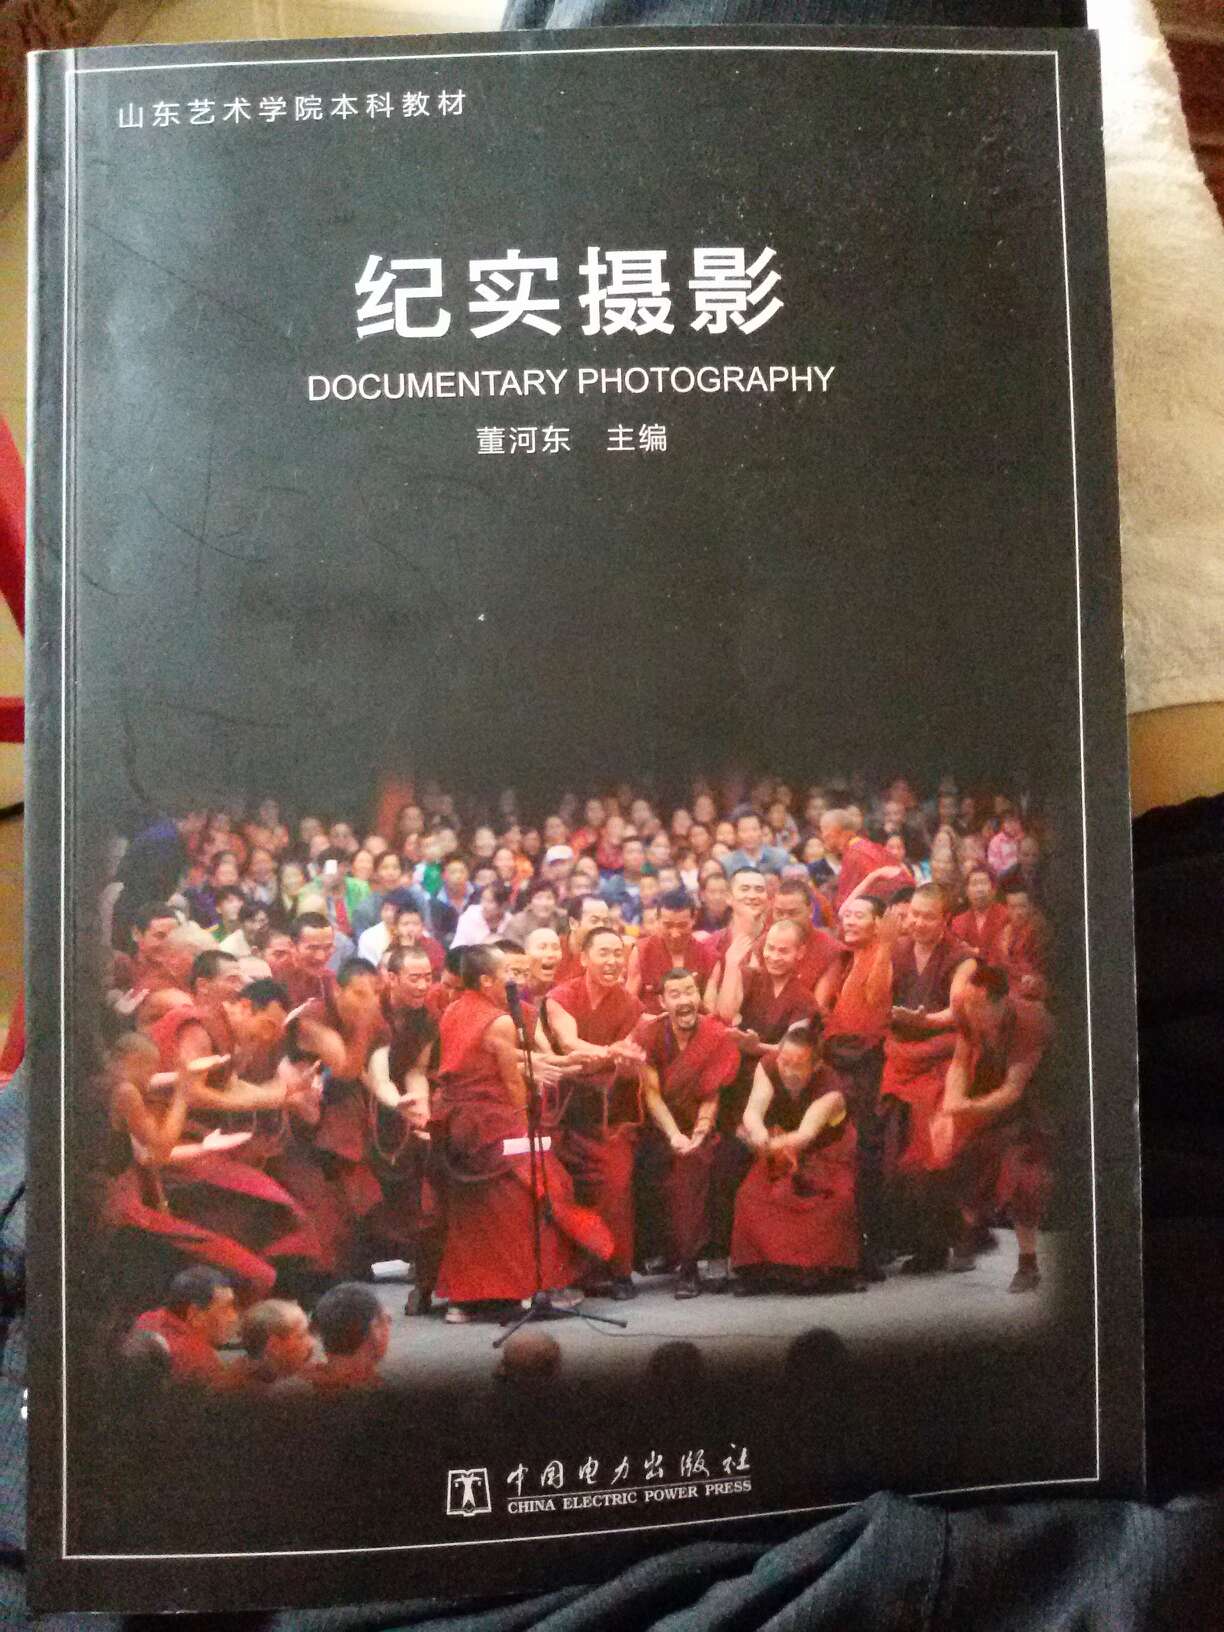 山东艺术学院本科教材
纪实摄影
DOCUMENTARY PHOTOGRAPHY
董河东 主编
中国电力出版社
CHINA ELECTRIC POWER PRESS